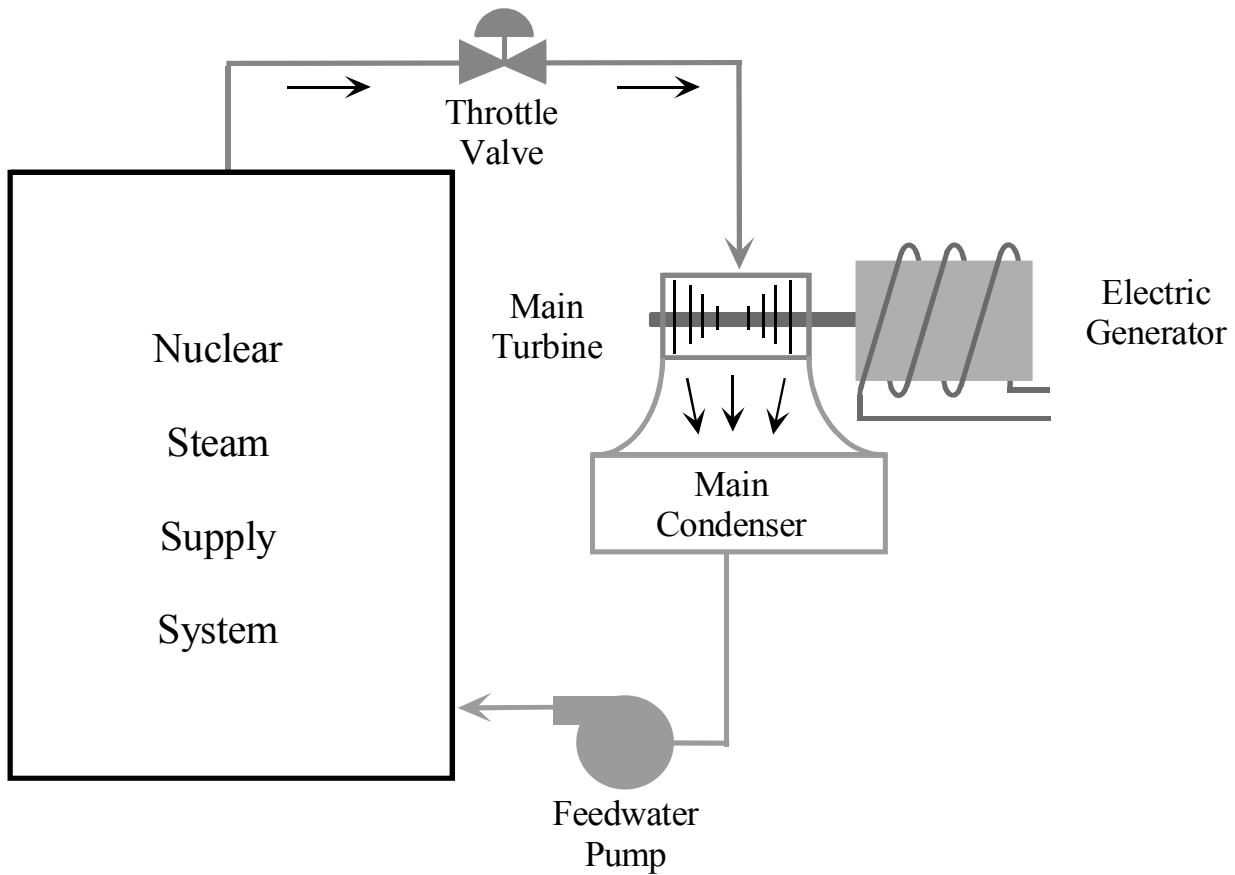 Throttle
Valve
Nuclear
Steam
Supply
System
Main
Turbine
Electric
Generator
Main
Condenser
Feedwater
Pump